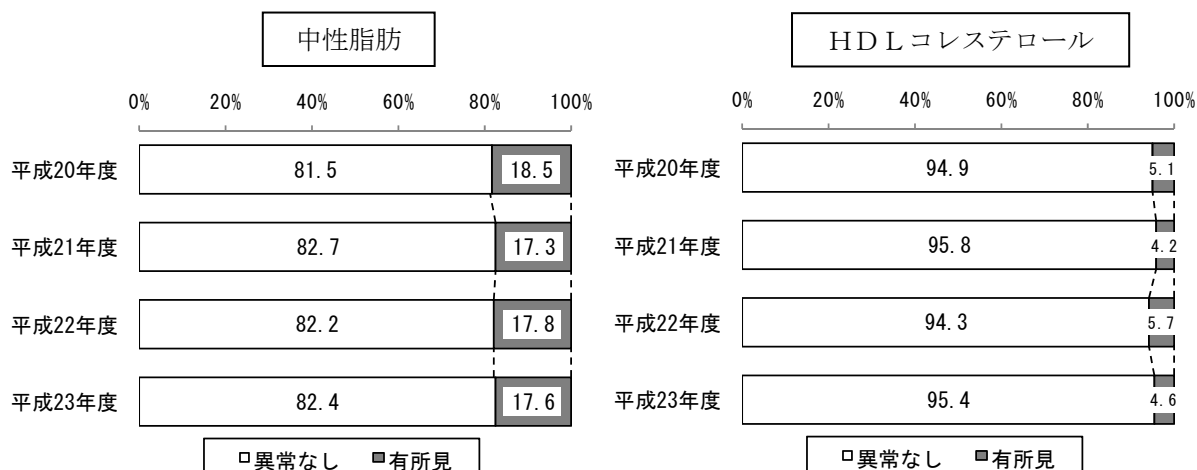 中性脂肪
0% 20% 40% 60% 80% 100%
平成20年度 81.5 18.5
平成21年度 82.7 17.3
平成22年度 82.2 17.8
平成23年度 82.4 17.6
□異常なし ■有所見
HDLコレステロール
0% 20% 40% 60% 80% 100%
平成20年度 94.9 5.1
平成21年度 95.8 4.2
平成22年度 94.3 5.7
平成23年度 95.4 4.6
□異常なし ■有所見